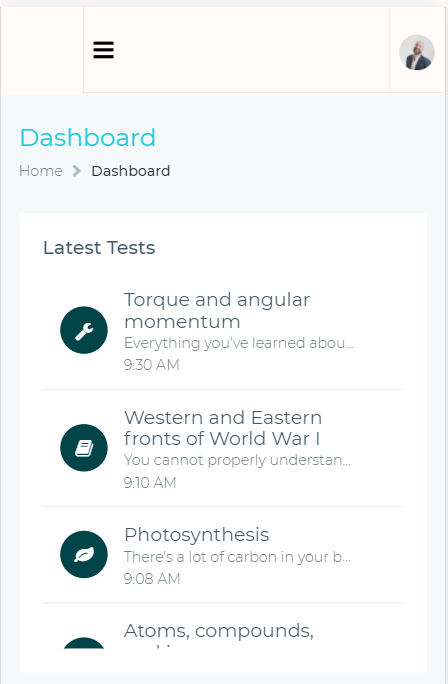 Dashboard
Home Dashboard
Latest Tests
Torque and angular
momentum
Everything you've learned abou...
9:30 AM
Western and Eastern
fronts of World War I
You cannot properly understan...
9:10 AM
Photosynthesis
There's a lot of carbon in your b...
9:08 AM
Atoms, compounds,